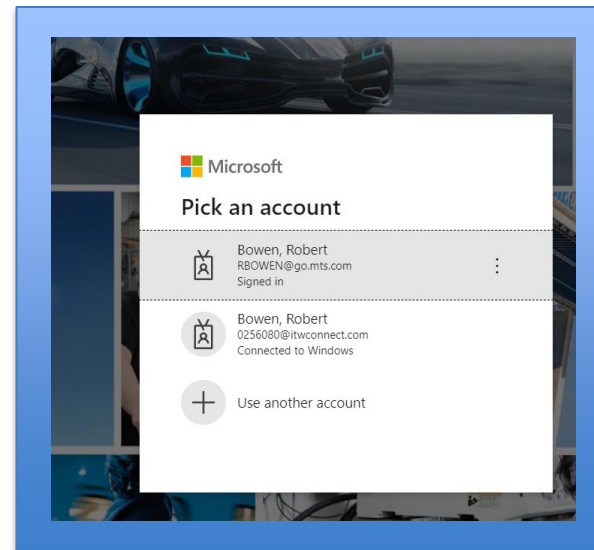 Microsoft
Pick an account
Bowen, Robert
RBOWEN@go.mts.com
Signed in
Bowen, Robert
0256080@itwconnect.com
Connected to Windows
Use another account